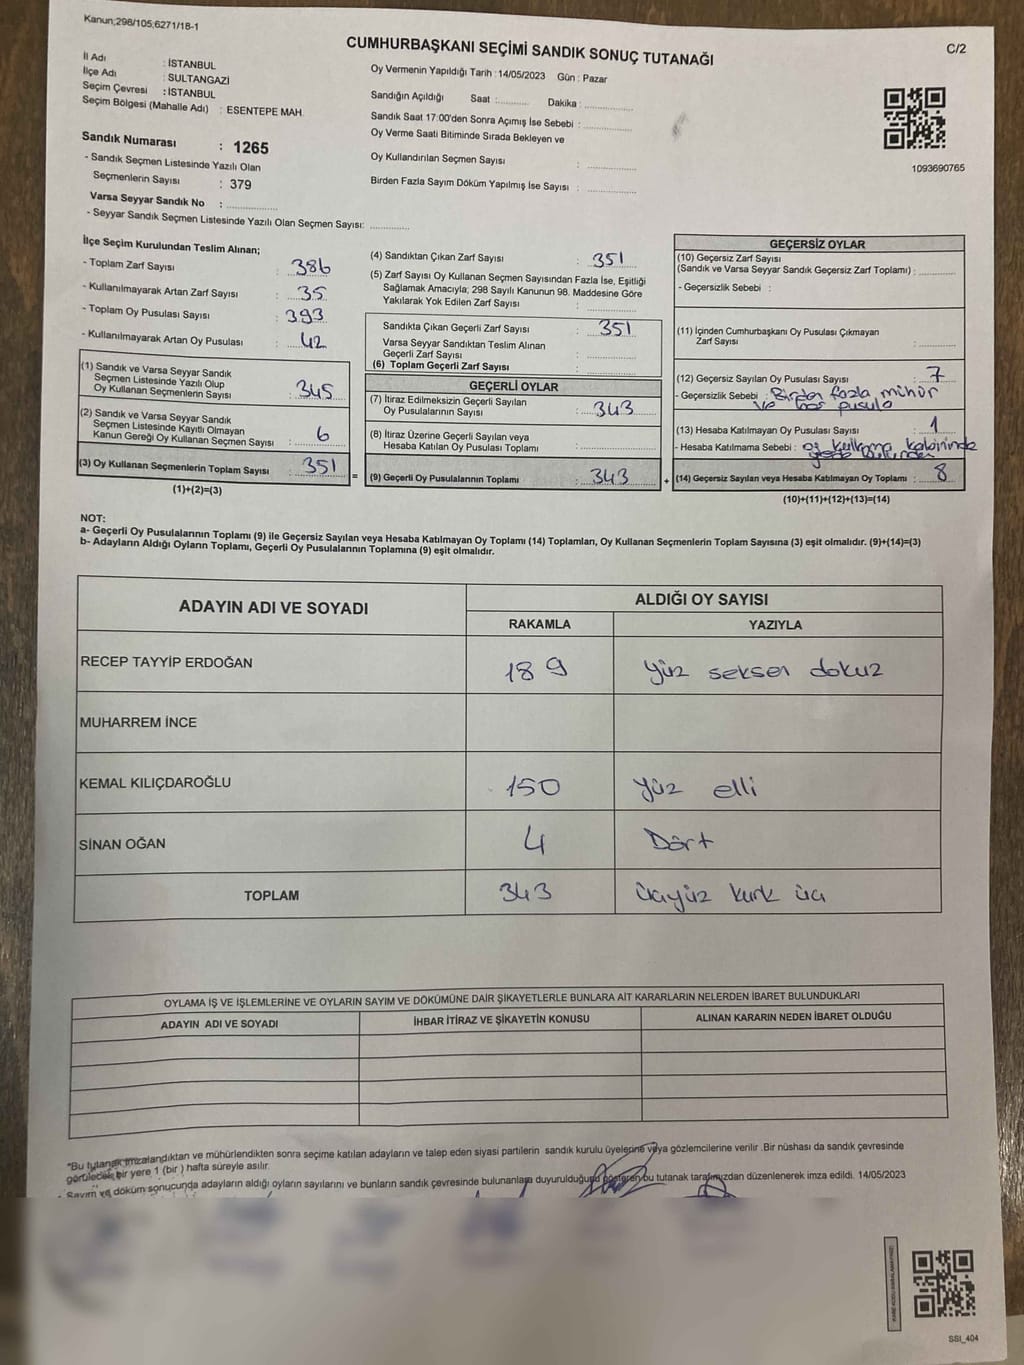 Kanun;298/105;6271/18-1
C/2
CUMHURBAŞKANI SEÇİMİ SANDIK SONUÇ TUTANAĞI
İl Adı : İSTANBUL
İlçe Adı : SULTANGAZİ
Seçim Çevresi : İSTANBUL
Seçim Bölgesi (Mahalle Adı) : ESENTEPE MAH.
Sandık Numarası : 1265
- Sandık Seçmen Listesinde Yazılı Olan
Seçmenlerin Sayısı : 379
Varsa Seyyar Sandık No : ..............
- Seyyar Sandık Seçmen Listesinde Yazılı Olan Seçmen Sayısı: ............
Oy Vermenin Yapıldığı Tarih : 14/05/2023 Gün : Pazar
Sandığın Açıldığı Saat :.......... Dakika : ..............
Sandık Saat 17:00'den Sonra Açımış İse Sebebi : ..............
Oy Verme Saati Bitiminde Sırada Bekleyen ve
Oy Kullandırılan Seçmen Sayısı : ..............
Birden Fazla Sayım Döküm Yapılmış İse Sayısı : ..............
1093690765
İlçe Seçim Kurulundan Teslim Alınan;
- Toplam Zarf Sayısı : 386
- Kullanılmayarak Artan Zarf Sayısı : 35
- Toplam Oy Pusulası Sayısı : 393
- Kullanılmayarak Artan Oy Pusulası : 42
(1) Sandık ve Varsa Seyyar Sandık
Seçmen Listesinde Yazılı Olup
Oy Kullanan Seçmenlerin Sayısı : 345
(2) Sandık ve Varsa Seyyar Sandık
Seçmen Listesinde Kayıtlı Olmayan
Kanun Gereği Oy Kullanan Seçmen Sayısı : 6
(3) Oy Kullanan Seçmenlerin Toplam Sayısı : 351
(1)+(2)=(3)
(4) Sandıktan Çıkan Zarf Sayısı : 351
(5) Zarf Sayısı Oy Kullanan Seçmen Sayısından Fazla İse, Eşitliği
Sağlamak Amacıyla; 298 Sayılı Kanunun 98. Maddesine Göre
Yakılarak Yok Edilen Zarf Sayısı : ..............
Sandıkta Çıkan Geçerli Zarf Sayısı : 351
Varsa Seyyar Sandıktan Teslim Alınan
Geçerli Zarf Sayısı : ..............
(6) Toplam Geçerli Zarf Sayısı : ..............
GEÇERLİ OYLAR
(7) İtiraz Edilmeksizin Geçerli Sayılan
Oy Pusulalarının Sayısı : 343
(8) İtiraz Üzerine Geçerli Sayılan veya
Hesaba Katılan Oy Pusulası Toplamı : ..............
= (9) Geçerli Oy Pusulalarının Toplamı : 343 +
GEÇERSİZ OYLAR
(10) Geçersiz Zarf Sayısı
(Sandık ve Varsa Seyyar Sandık Geçersiz Zarf Toplamı) : ..........
- Geçersizlik Sebebi :
(11) İçinden Cumhurbaşkanı Oy Pusulası Çıkmayan
Zarf Sayısı : ..........
(12) Geçersiz Sayılan Oy Pusulası Sayısı : 7
- Geçersizlik Sebebi : Birden fazla mühür
ve boş pusula
(13) Hesaba Katılmayan Oy Pusulası Sayısı : 1
- Hesaba Katılmama Sebebi : oy kabininde
(14) Geçersiz Sayılan veya Hesaba Katılmayan Oy Toplamı : 8
(10)+(11)+(12)+(13)=(14)
NOT:
a- Geçerli Oy Pusulalarının Toplamı (9) ile Geçersiz Sayılan veya Hesaba Katılmayan Oy Toplamı (14) Toplamları, Oy Kullanan Seçmenlerin Toplam Sayısına (3) eşit olmalıdır. (9)+(14)=(3)
b- Adayların Aldığı Oyların Toplamı, Geçerli Oy Pusulalarının Toplamına (9) eşit olmalıdır.
ADAYIN ADI VE SOYADI
ALDIĞI OY SAYISI
RAKAMLA YAZIYLA
RECEP TAYYİP ERDOĞAN 189 yüz seksen dokuz
MUHARREM İNCE
KEMAL KILIÇDAROĞLU 150 yüz elli
SİNAN OĞAN 4 Dört
TOPLAM 343 üçyüz kırk üç
OYLAMA İŞ VE İŞLEMLERİNE VE OYLARIN SAYIM VE DÖKÜMÜNE DAİR ŞİKAYETLERLE BUNLARA AİT KARARLARIN NELERDEN İBARET BULUNDUKLARI
ADAYIN ADI VE SOYADI İHBAR İTİRAZ VE ŞİKAYETİN KONUSU ALINAN KARARIN NEDEN İBARET OLDUĞU
*Bu tutanak imzalandıktan ve mühürlendikten sonra seçime katılan adayların ve talep eden siyasi partilerin sandık kurulu üyelerine veya gözlemcilerine verilir. Bir nüshası da sandık çevresinde
görülecek bir yere 1 (bir ) hafta süreyle asılır.
* Sayım ve döküm sonucunda adayların aldığı oyların sayılarını ve bunların sandık çevresinde bulunanlara duyurulduğunu gösteren bu tutanak tarafımızdan düzenlenerek imza edildi. 14/05/2023
SSI_404